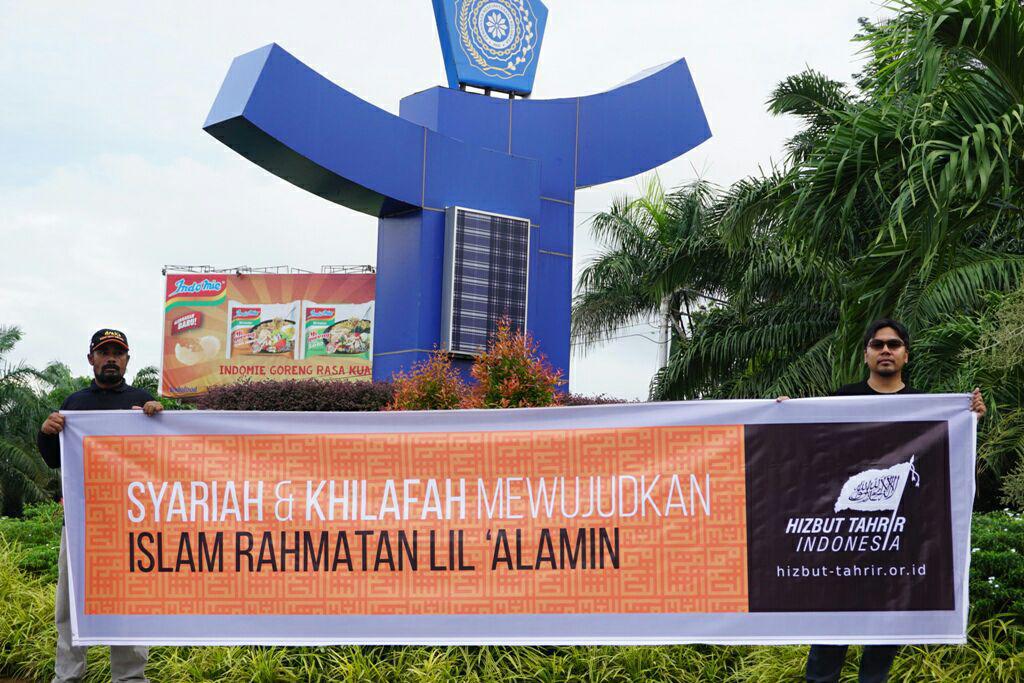 Indomie
BARU!
INDOMIE GORENG RASA KUA
SYARIAH & KHILAFAH MEWUJUDKAN
ISLAM RAHMATAN LIL 'ALAMIN
HIZBUT TAHRIR
INDONESIA
hizbut-tahrir.or.id